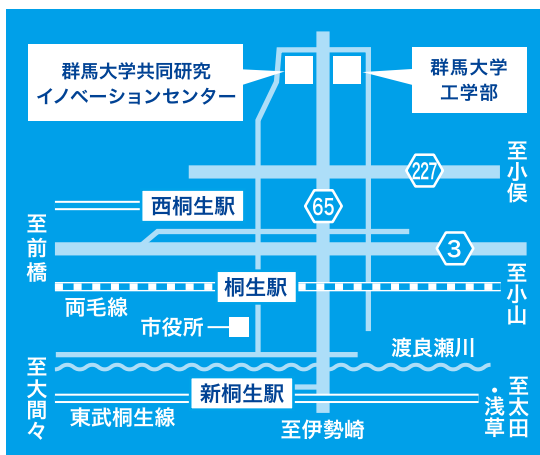 群馬大学共同研究
イノベーションセンター
群馬大学
工学部
至小俣
227
西桐生駅
65
至前橋
3
至小山
桐生駅
両毛線
市役所
渡良瀬川
至大間々
新桐生駅
至太田
・浅草
東武桐生線
至伊勢崎